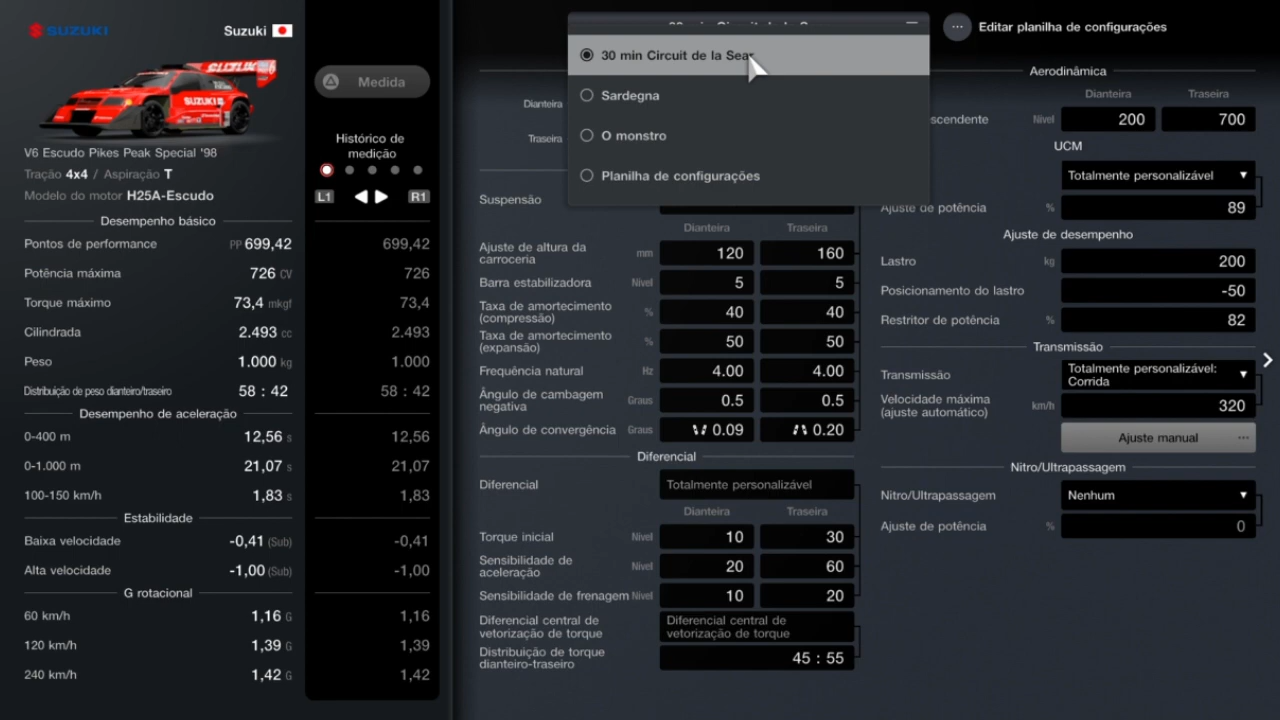 SUZUKI
Suzuki
V6 Escudo Pikes Peak Special '98
Tração 4x4 / Aspiração T
Modelo do motor H25A-Escudo
Desempenho básico
Pontos de performance PP 699,42
Potência máxima 726 CV
Torque máximo 73,4 mkgf
Cilindrada 2.493 cc
Peso 1.000 kg
Distribuição de peso dianteiro/traseiro 58 : 42
Desempenho de aceleração
0-400 m 12,56 s
0-1.000 m 21,07 s
100-150 km/h 1,83 s
Estabilidade
Baixa velocidade -0,41 (Sub)
Alta velocidade -1,00 (Sub)
G rotacional
60 km/h 1,16 G
120 km/h 1,39 G
240 km/h 1,42 G
Medida
Histórico de
medição
L1 R1
699,42
726
73,4
2.493
1.000
58 : 42
12,56
21,07
1,83
-0,41
-1,00
1,16
1,39
1,42
30 min Circuit de la Sear
Sardegna
O monstro
Planilha de configurações
Dianteira
Traseira
Suspensão
Dianteira Traseira
Ajuste de altura da
carroceria mm 120 160
Barra estabilizadora Nível 5 5
Taxa de amortecimento
(compressão) % 40 40
Taxa de amortecimento
(expansão) % 50 50
Frequência natural Hz 4.00 4.00
Ângulo de cambagem
negativa Graus 0.5 0.5
Ângulo de convergência Graus 0.09 0.20
Diferencial
Diferencial Totalmente personalizável
Dianteira Traseira
Torque inicial Nível 10 30
Sensibilidade de
aceleração Nível 20 60
Sensibilidade de frenagem Nível 10 20
Diferencial central de
vetorização de torque
Diferencial central de
vetorização de torque
Distribuição de torque
dianteiro-traseiro 45 : 55
Editar planilha de configurações
Aerodinâmica
Dianteira Traseira
scendente Nível 200 700
UCM
Totalmente personalizável
Ajuste de potência % 89
Ajuste de desempenho
Lastro kg 200
Posicionamento do lastro -50
Restritor de potência % 82
Transmissão
Transmissão Totalmente personalizável:
Corrida
Velocidade máxima
(ajuste automático) km/h 320
Ajuste manual
Nitro/Ultrapassagem
Nitro/Ultrapassagem Nenhum
Ajuste de potência % 0